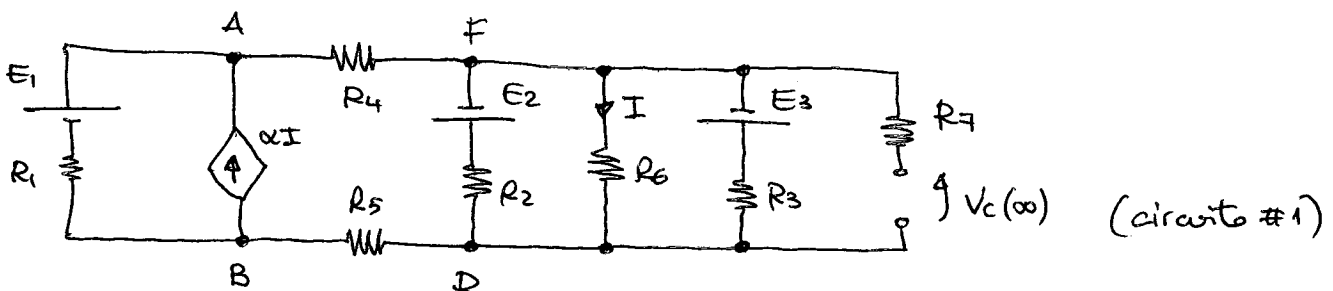 A F
E1 R4 E2 I E3 R7
αI
R1 R5 R2 R6 R3 Vc(∞) (circuito #1)
B D